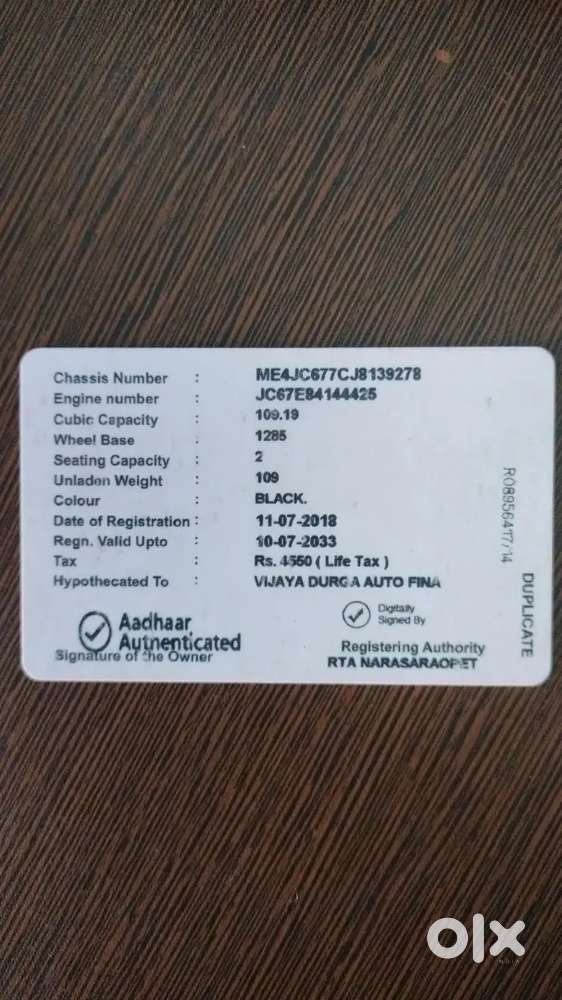 Chassis Number : ME4JC677CJ8139278
Engine number : JC67E84144425
Cubic Capacity : 109.19
Wheel Base : 1285
Seating Capacity : 2
Unladen Weight : 109
Colour : BLACK.
Date of Registration : 11-07-2018
Regn. Valid Upto : 10-07-2033
Tax : Rs. 4550 ( Life Tax )
Hypothecated To : VIJAYA DURGA AUTO FINA
Aadhaar
Autnenticated
Signature of the Owner
Digitally
Signed By
Registering Authority
RTA NARASARAOPET
R08956417/14
DUPLICATE
olx
INDIA